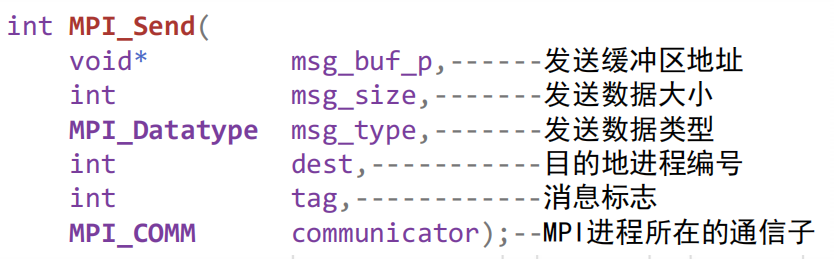 int MPI_Send(
void* msg_buf_p,------发送缓冲区地址
int msg_size,-------发送数据大小
MPI_Datatype msg_type,------发送数据类型
int dest,-----------目的地进程编号
int tag,------------消息标志
MPI_COMM communicator);--MPI进程所在的通信子